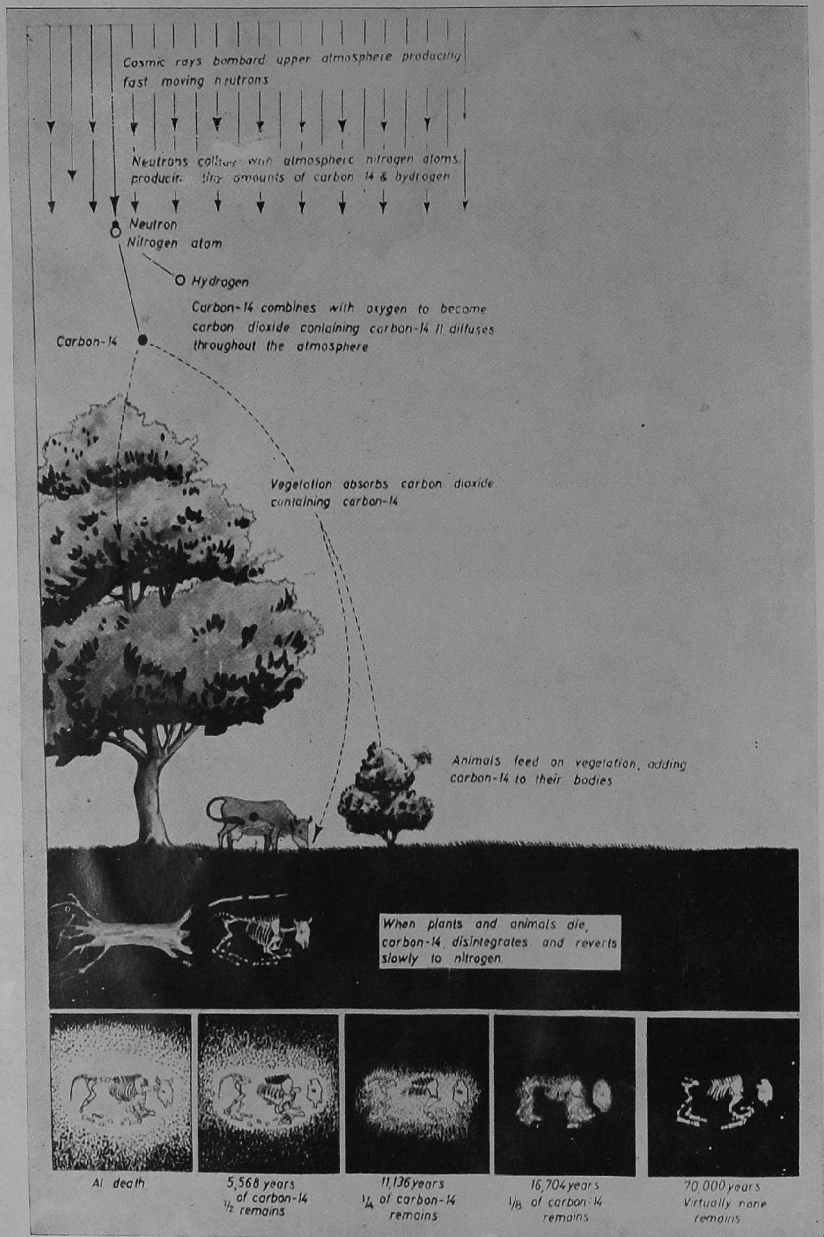 Cosmic rays bombard upper atmosphere producing
fast moving neutrons
Neutrons collide with atmospheric nitrogen atoms,
producing tiny amounts of carbon 14 & hydrogen
Neutron
Nitrogen atom
Hydrogen
Carbon-14 combines with oxygen to become
carbon dioxide containing carbon-14 It diffuses
throughout the atmosphere
Carbon-14
Vegetation absorbs carbon dioxide
containing carbon-14
Animals feed on vegetation, adding
carbon-14 to their bodies
When plants and animals die,
carbon-14, disintegrates and reverts
slowly to nitrogen.
At death
5,568 years
1/2 of carbon-14
remains
11,136 years
1/4 of carbon-14
remains
16,704 years
1/8 of carbon-14
remains
70,000 years
Virtually none
remains